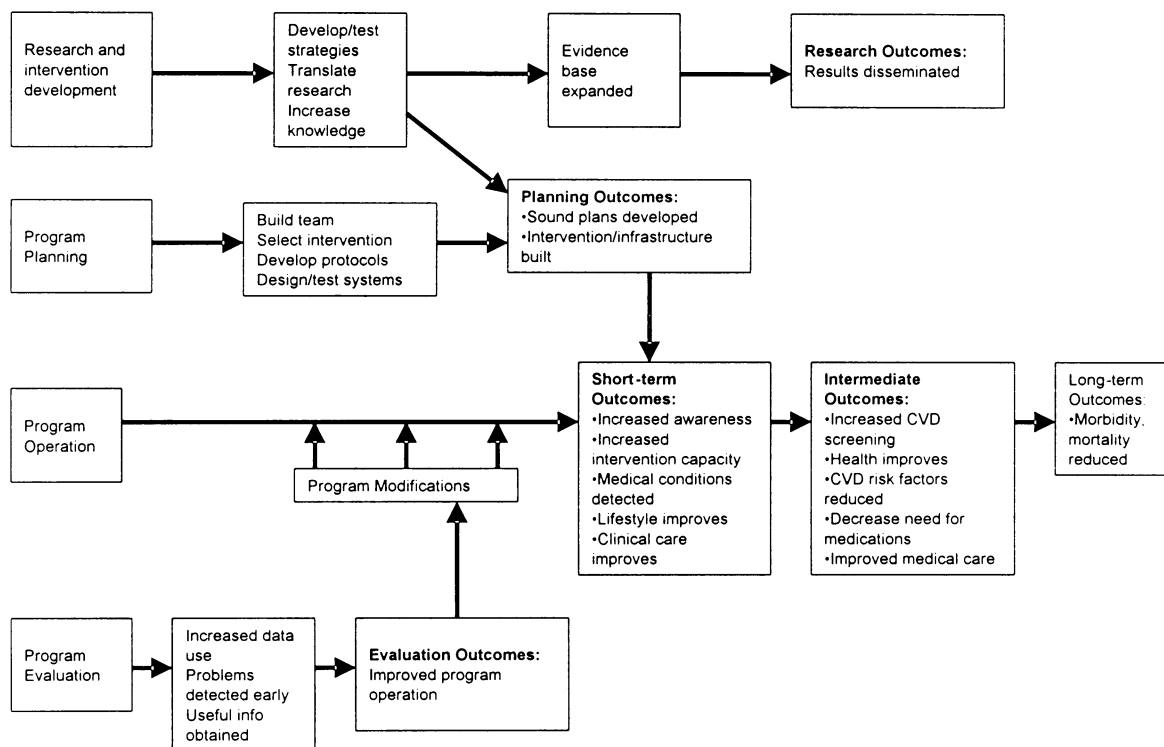 Research and
intervention
development
Develop/test
strategies
Translate
research
Increase
knowledge
Evidence
base
expanded
Research Outcomes:
Results disseminated
Program
Planning
Build team
Select intervention
Develop protocols
Design/test systems
Planning Outcomes:
•Sound plans developed
•Intervention/infrastructure
built
Program
Operation
Program Modifications
Short-term
Outcomes:
•Increased awareness
•Increased
intervention capacity
•Medical conditions
detected
•Lifestyle improves
•Clinical care
improves
Intermediate
Outcomes:
•Increased CVD
screening
•Health improves
•CVD risk factors
reduced
•Decrease need for
medications
•Improved medical care
Long-term
Outcomes:
•Morbidity,
mortality
reduced
Program
Evaluation
Increased data
use
Problems
detected early
Useful info
obtained
Evaluation Outcomes:
Improved program
operation